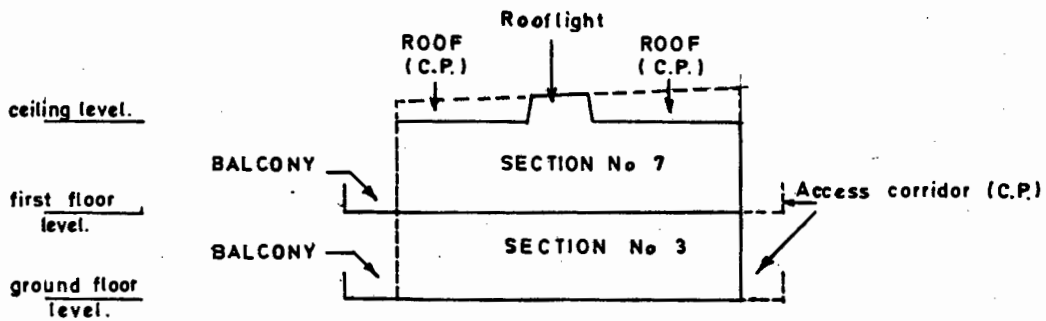 Rooflight
ROOF
(C.P.)
ROOF
(C.P.)
ceiling level.
BALCONY
SECTION No 7
first floor
level.
Access corridor (C.P.)
BALCONY
SECTION No 3
ground floor
level.